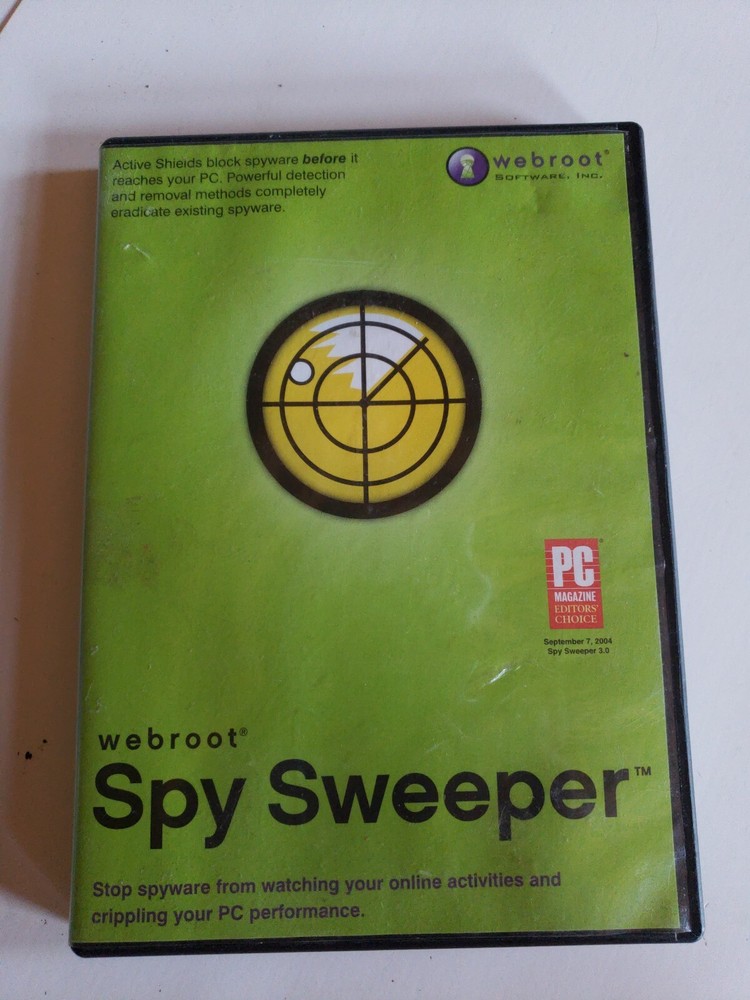 Active Shields block spyware before it
reaches your PC. Powerful detection
and removal methods completely
eradicate existing spyware.
webroot®
SOFTWARE, INC.
PC®
MAGAZINE
EDITORS'
CHOICE
September 7, 2004
Spy Sweeper 3.0
webroot®
Spy Sweeper™
Stop spyware from watching your online activities and
crippling your PC performance.